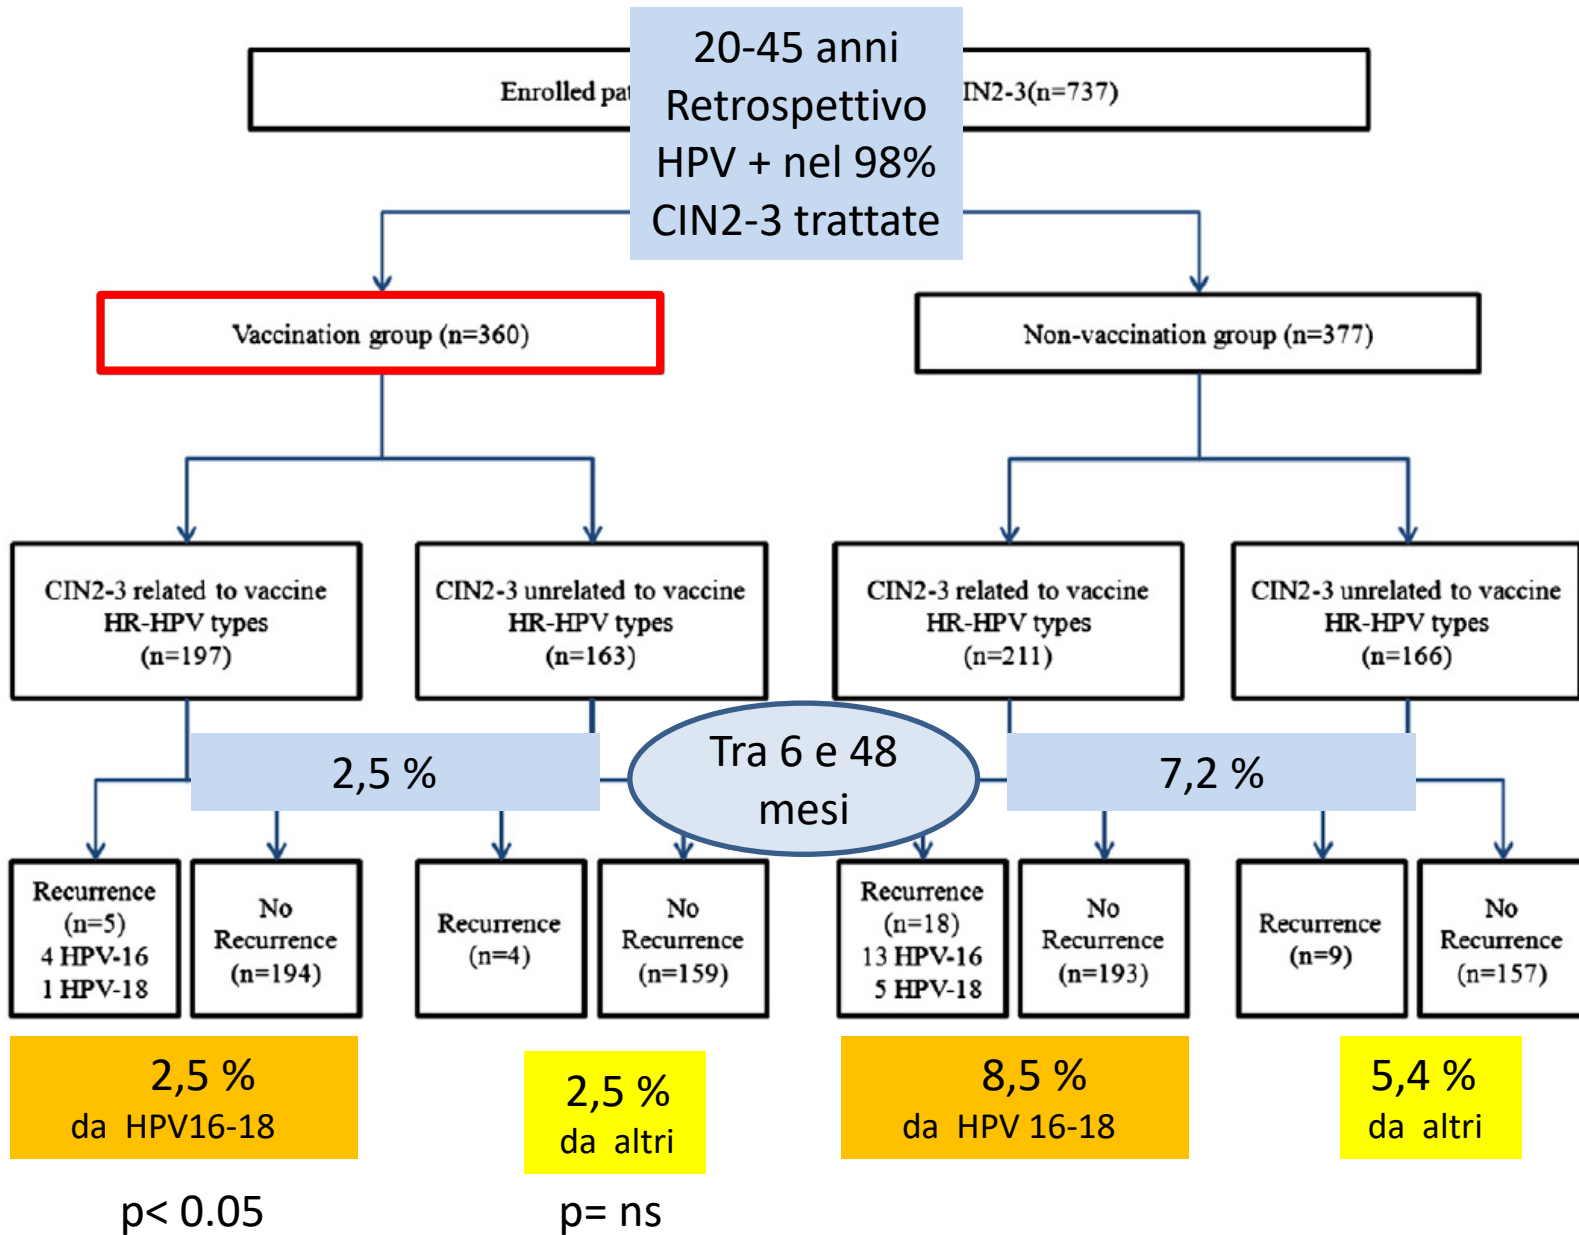 20-45 anni
Retrospettivo
HPV + nel 98%
CIN2-3 trattate
Enrolled IN2-3(n=737)
Vaccination group (n=360)
Non-vaccination group (n=377)
CIN2-3 related to vaccine
HR-HPV types
(n=197)
CIN2-3 unrelated to vaccine
HR-HPV types
(n=163)
CIN2-3 related to vaccine
HR-HPV types
(n=211)
CIN2-3 unrelated to vaccine
HR-HPV types
(n=166)
2,5 %
Tra 6 e 48
mesi
7,2 %
Recurrence
(n=5)
4 HPV-16
1 HPV-18
No
Recurrence
(n=194)
Recurrence
(n=4)
No
Recurrence
(n=159)
Recurrence
(n=18)
13 HPV-16
5 HPV-18
No
Recurrence
(n=193)
Recurrence
(n=9)
No
Recurrence
(n=157)
2,5 %
da HPV16-18
2,5 %
da altri
8,5 %
da HPV 16-18
5,4 %
da altri
p< 0.05
p= ns